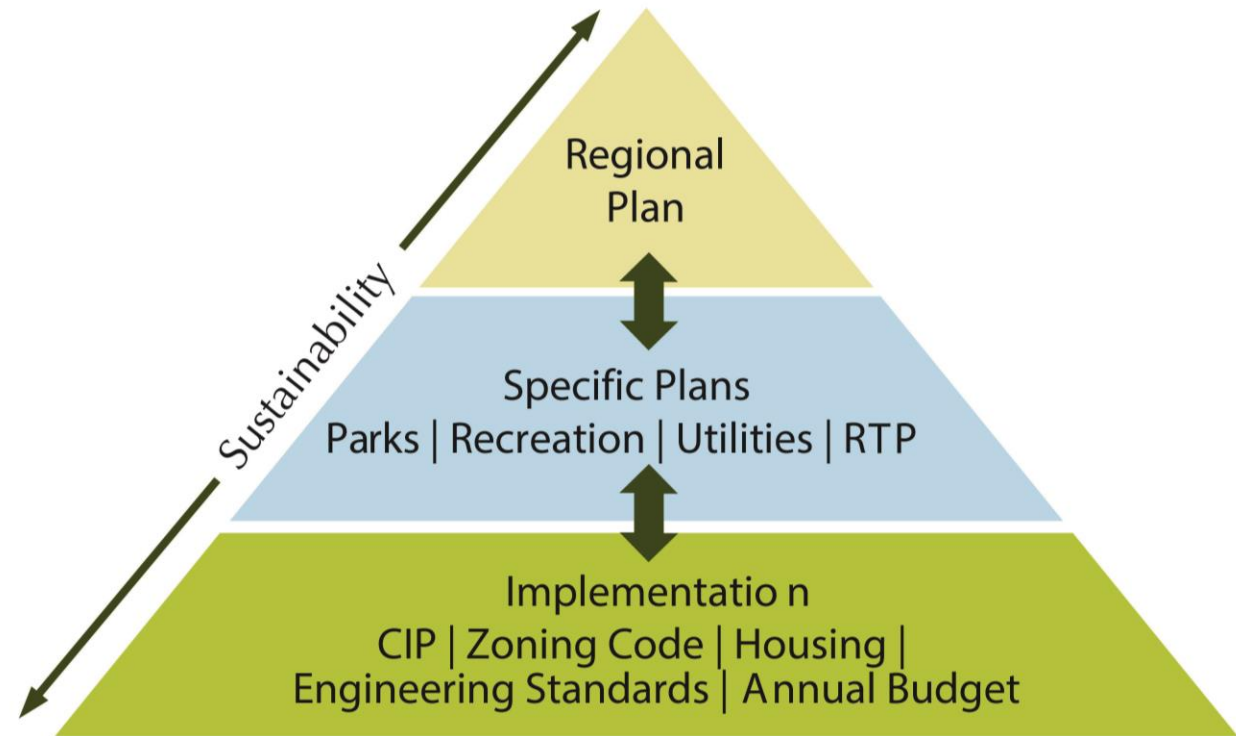 Regional
Plan
Sustainability
Specific Plans
Parks | Recreation | Utilities | RTP
Implementatio n
CIP | Zoning Code | Housing |
Engineering Standards | Annual Budget